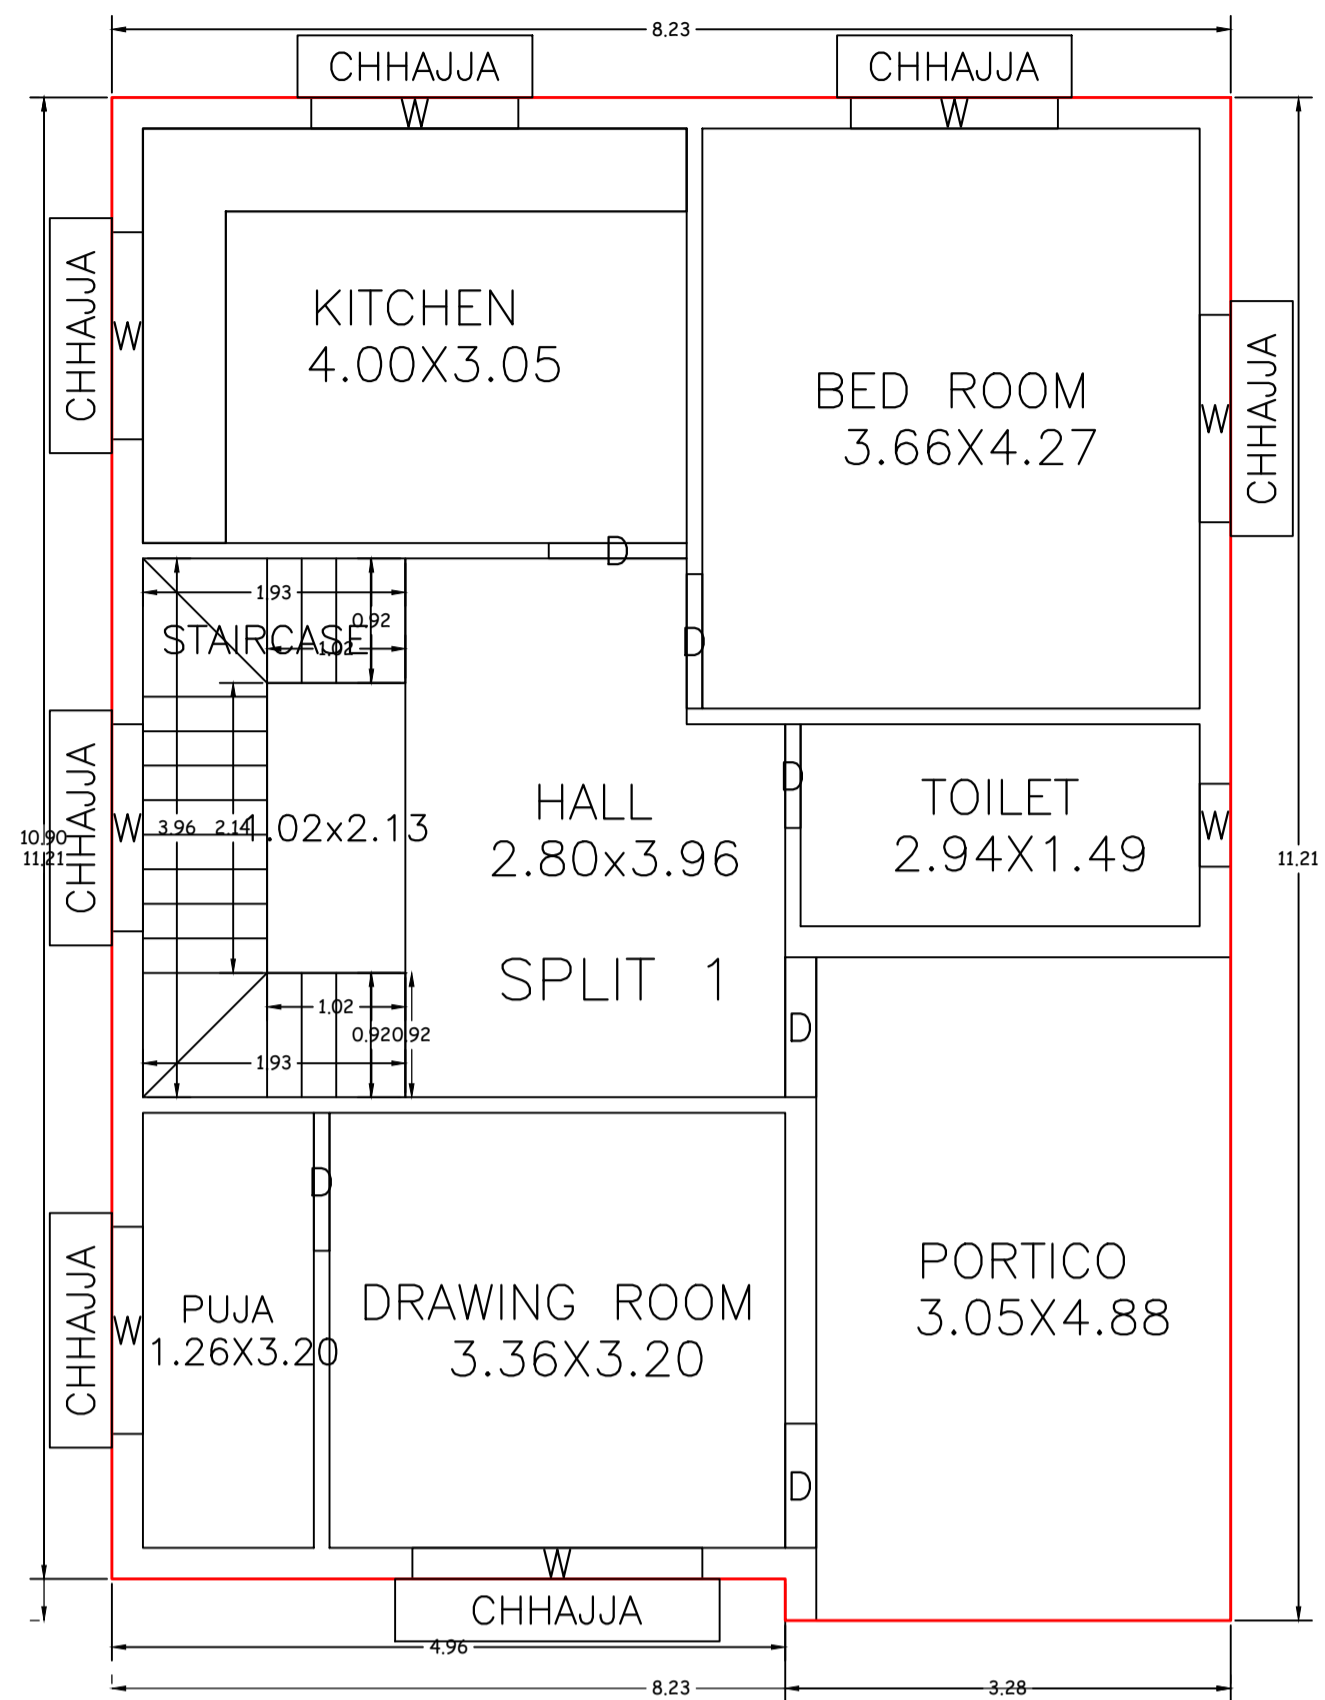 8.23
CHHAJJA
CHHAJJA
W
W
CHHAJJA
W
KITCHEN
4.00X3.05
BED ROOM
3.66X4.27
W
CHHAJJA
D
1.93
0.92
STAIRCASE
1.02
D
CHHAJJA
W
10.90
11.21
3.96
2.14
1.02x2.13
HALL
2.80x3.96
D
TOILET
2.94X1.49
W
11.21
SPLIT 1
1.02
0.92
0.92
1.93
D
D
CHHAJJA
W
PUJA
1.26X3.20
DRAWING ROOM
3.36X3.20
PORTICO
3.05X4.88
D
W
CHHAJJA
4.96
8.23
3.28